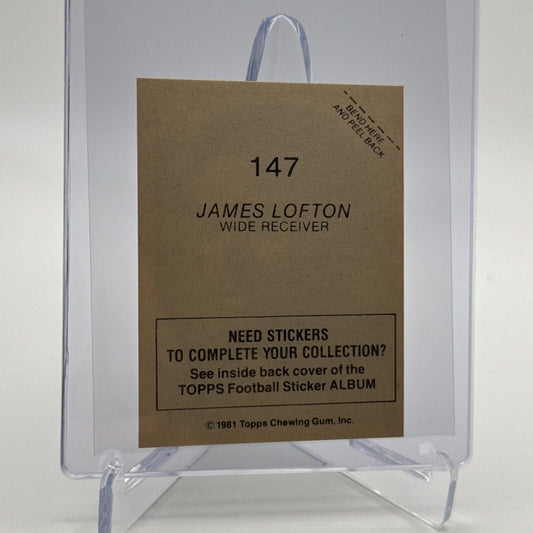 BEND HERE
AND PEEL BACK
147
JAMES LOFTON
WIDE RECEIVER
NEED STICKERS
TO COMPLETE YOUR COLLECTION?
See inside back cover of the
TOPPS Football Sticker ALBUM
© 1981 Topps Chewing Gum, Inc.